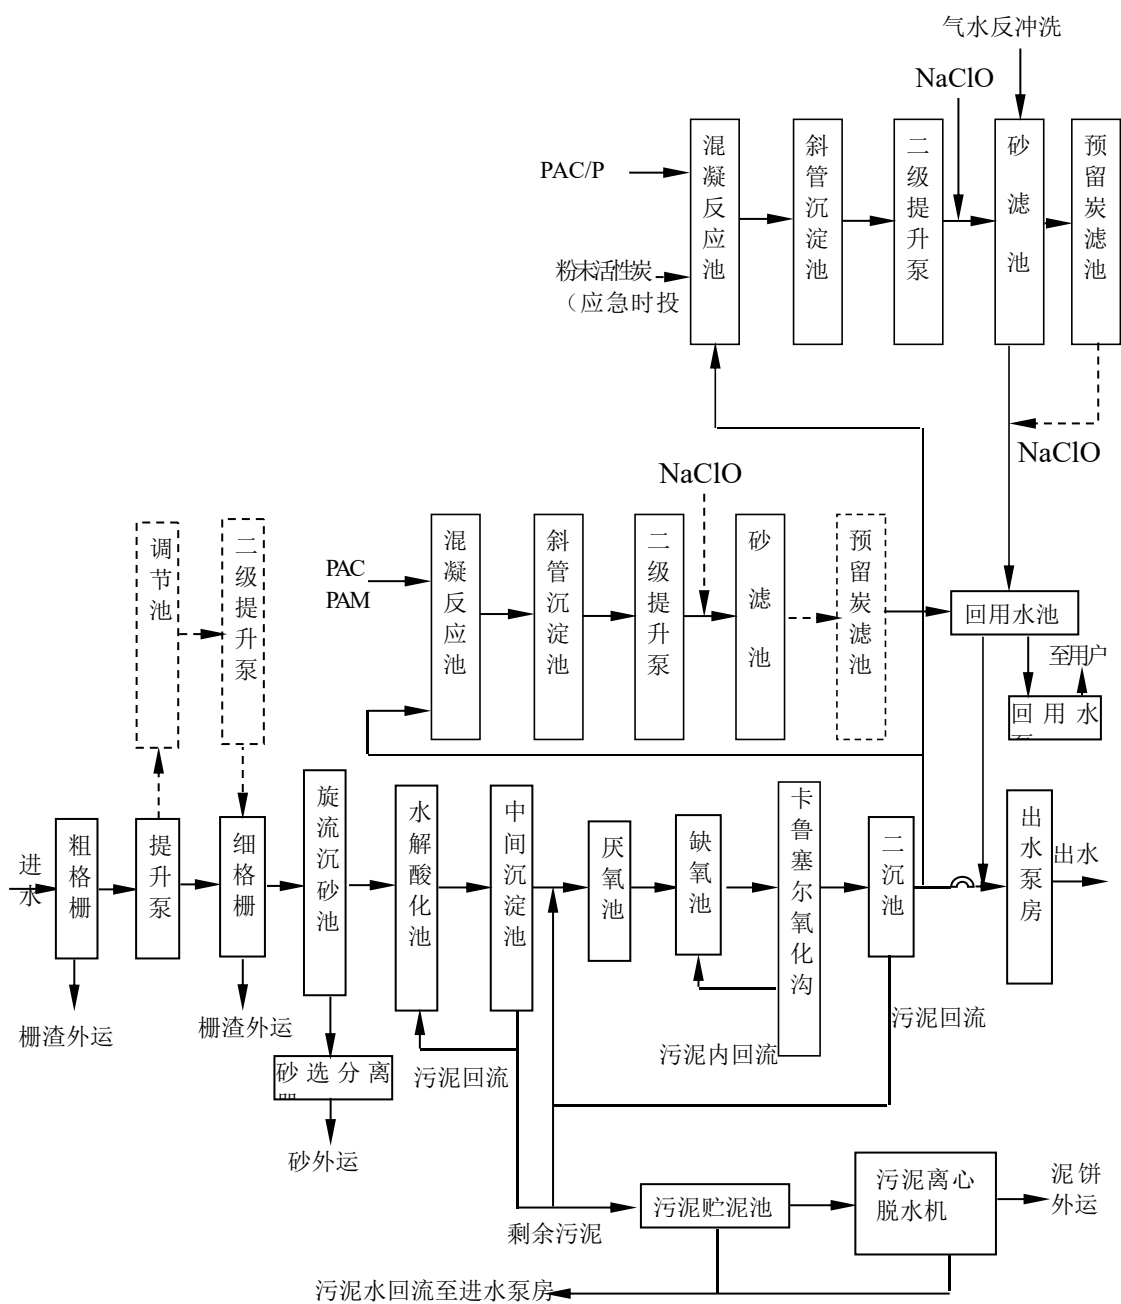 气水反冲洗
NaClO
混凝反应池
斜管沉淀池
二级提升泵
砂滤池
预留炭滤池
PAC/P
粉末活性炭
（应急时投
NaClO
NaClO
调节池
二级提升泵
PAC
PAM
混凝反应池
斜管沉淀池
二级提升泵
砂滤池
预留炭滤池
回用水池
至用户
回用水
进水
粗格栅
提升泵
细格栅
旋流沉砂池
水解酸化池
中间沉淀池
厌氧池
缺氧池
卡鲁塞尔氧化沟
二沉池
出水泵房
出水
栅渣外运
栅渣外运
砂选分离
砂外运
污泥回流
污泥内回流
污泥回流
剩余污泥
污泥贮泥池
污泥离心
脱水机
泥饼
外运
污泥水回流至进水泵房